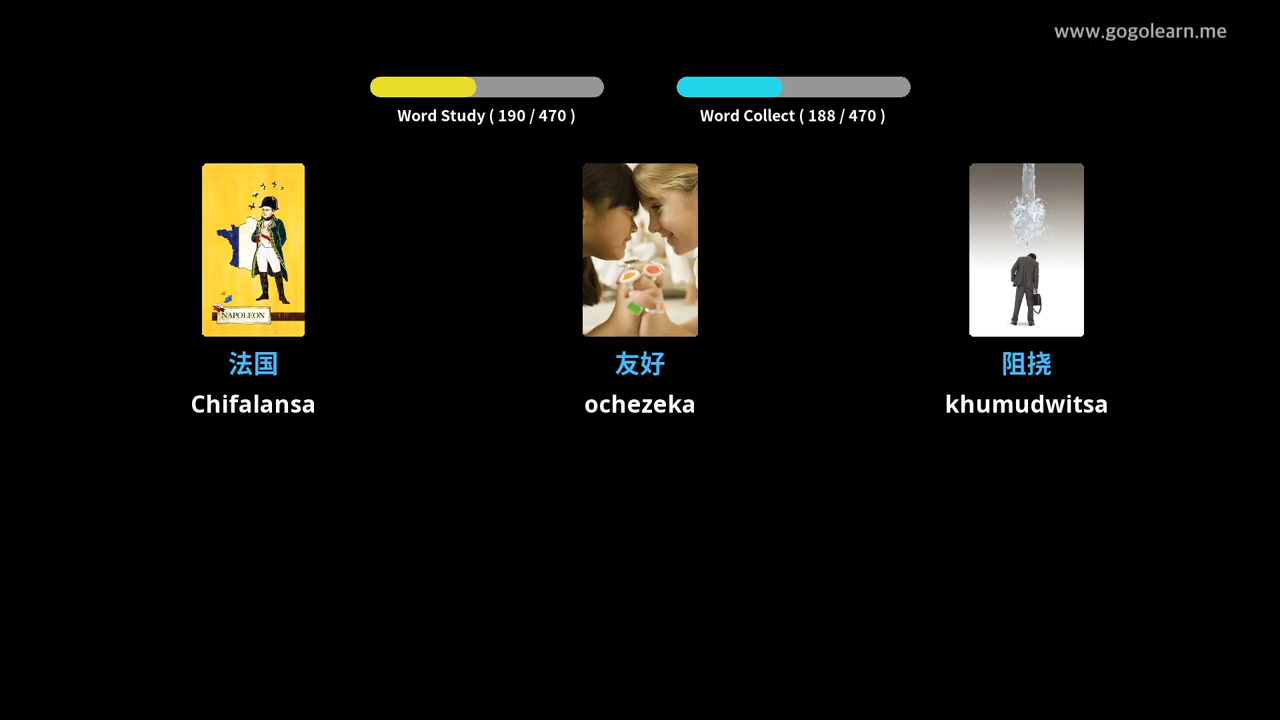 www.gogolearn.me
Word Study ( 190 / 470 )
Word Collect ( 188 / 470 )
NAPOLEON
法国
友好
阻挠
Chifalansa
ochezeka
khumudwitsa